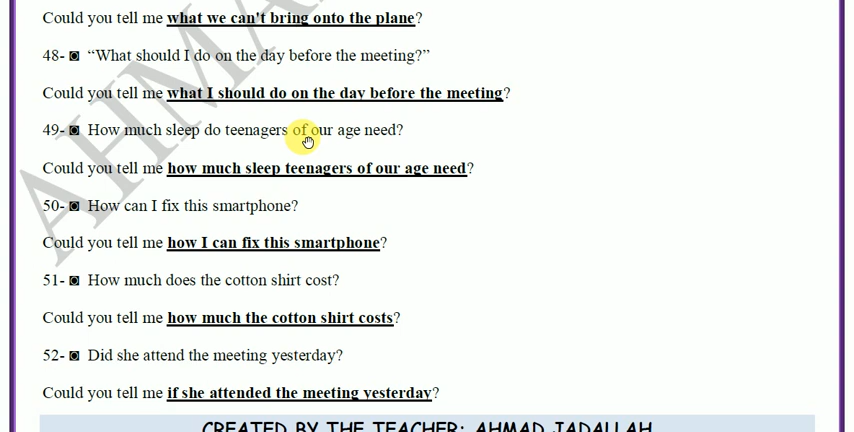 Could you tell me what we can't bring onto the plane?
48- ◙ “What should I do on the day before the meeting?”
Could you tell me what I should do on the day before the meeting?
49- ◙ How much sleep do teenagers of our age need?
Could you tell me how much sleep teenagers of our age need?
50- ◙ How can I fix this smartphone?
Could you tell me how I can fix this smartphone?
51- ◙ How much does the cotton shirt cost?
Could you tell me how much the cotton shirt costs?
52- ◙ Did she attend the meeting yesterday?
Could you tell me if she attended the meeting yesterday?
CREATED BY THE TEACHER: AHMAD JADALLAH
AHMA